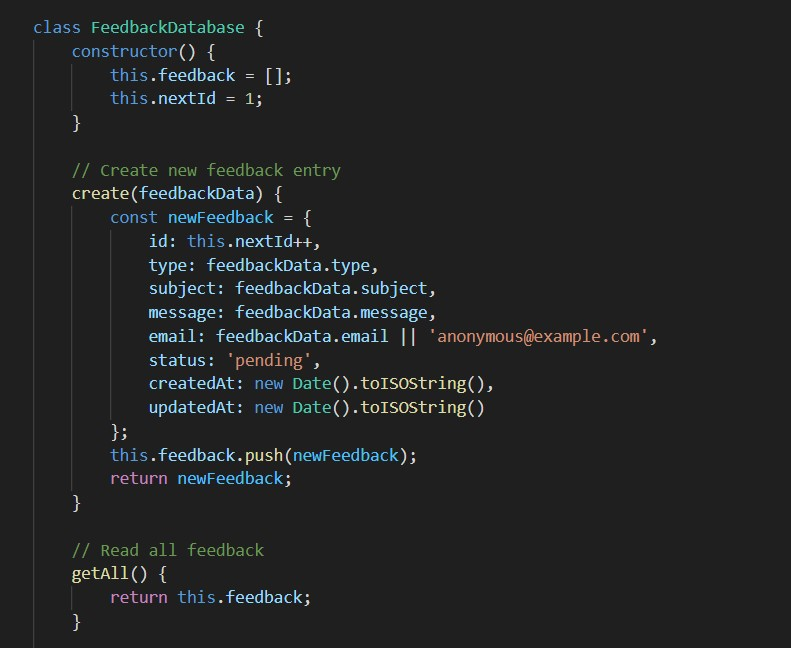 class FeedbackDatabase {
    constructor() {
        this.feedback = [];
        this.nextId = 1;
    }

    // Create new feedback entry
    create(feedbackData) {
        const newFeedback = {
            id: this.nextId++,
            type: feedbackData.type,
            subject: feedbackData.subject,
            message: feedbackData.message,
            email: feedbackData.email || 'anonymous@example.com',
            status: 'pending',
            createdAt: new Date().toISOString(),
            updatedAt: new Date().toISOString()
        };
        this.feedback.push(newFeedback);
        return newFeedback;
    }

    // Read all feedback
    getAll() {
        return this.feedback;
    }